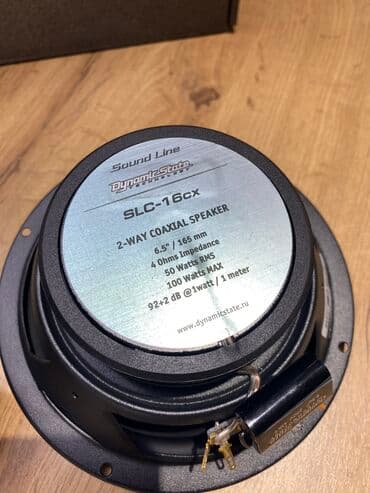 Sound Line
DynamicState
TECHNOLOGY
SLC-16cx
2-WAY COAXIAL SPEAKER
6.5" / 165 mm
4 Ohms Impedance
50 Watts RMS
100 Watts MAX
92±2 dB @1watt / 1 meter
www.dynamicstate.ru